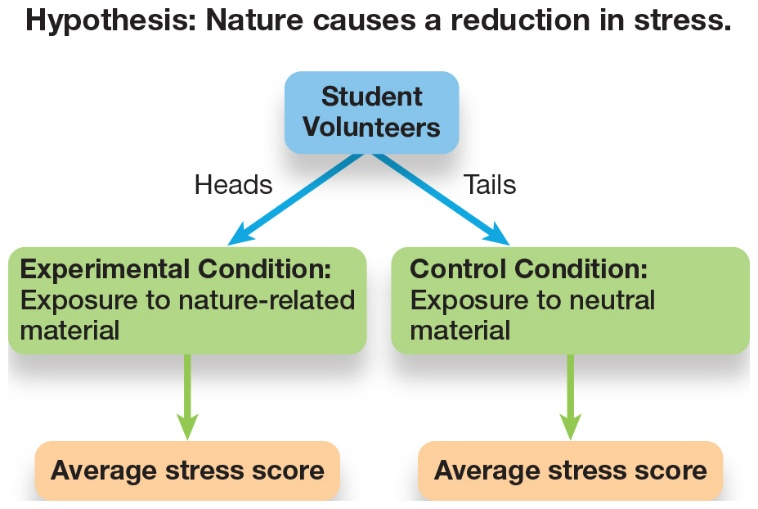 Hypothesis: Nature causes a reduction in stress.
Student
Volunteers
Heads
Tails
Experimental Condition:
Exposure to nature-related
material
Control Condition:
Exposure to neutral
material
Average stress score
Average stress score